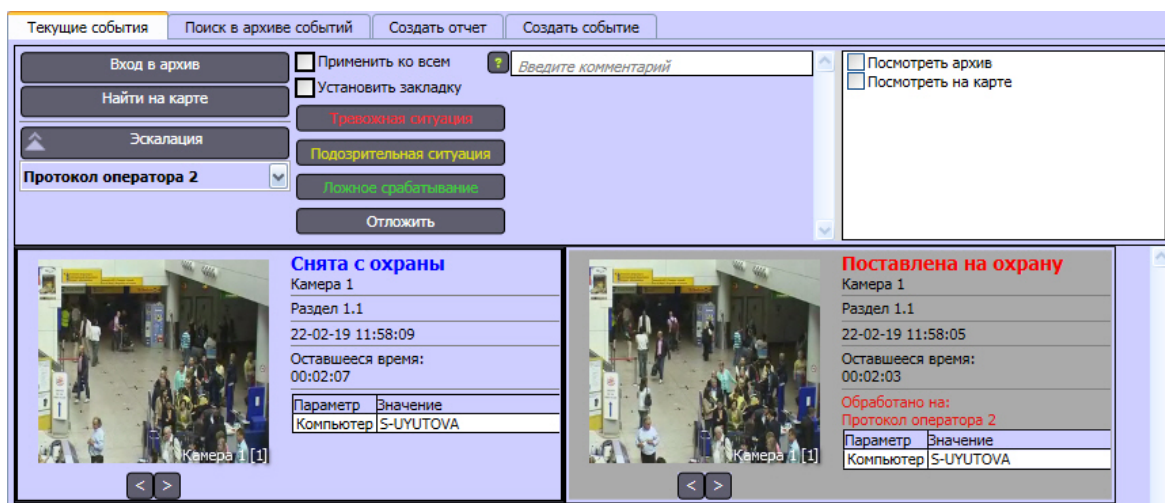 Текущие события
Поиск в архиве событий
Создать отчет
Создать событие
Вход в архив
Найти на карте
Эскалация
Протокол оператора 2
Применить ко всем
Установить закладку
Тревожная ситуация
Подозрительная ситуация
Ложное срабатывание
Отложить
?
Введите комментарий
Посмотреть архив
Посмотреть на карте
Снята с охраны
Камера 1
Раздел 1.1
22-02-19 11:58:09
Оставшееся время:
00:02:07
Параметр Значение
Компьютер S-UYUTOVA
Камера 1 [1]
< >
Поставлена на охрану
Камера 1
Раздел 1.1
22-02-19 11:58:05
Оставшееся время:
00:02:03
Обработано на:
Протокол оператора 2
Параметр Значение
Компьютер S-UYUTOVA
Камера 1 [1]
< >